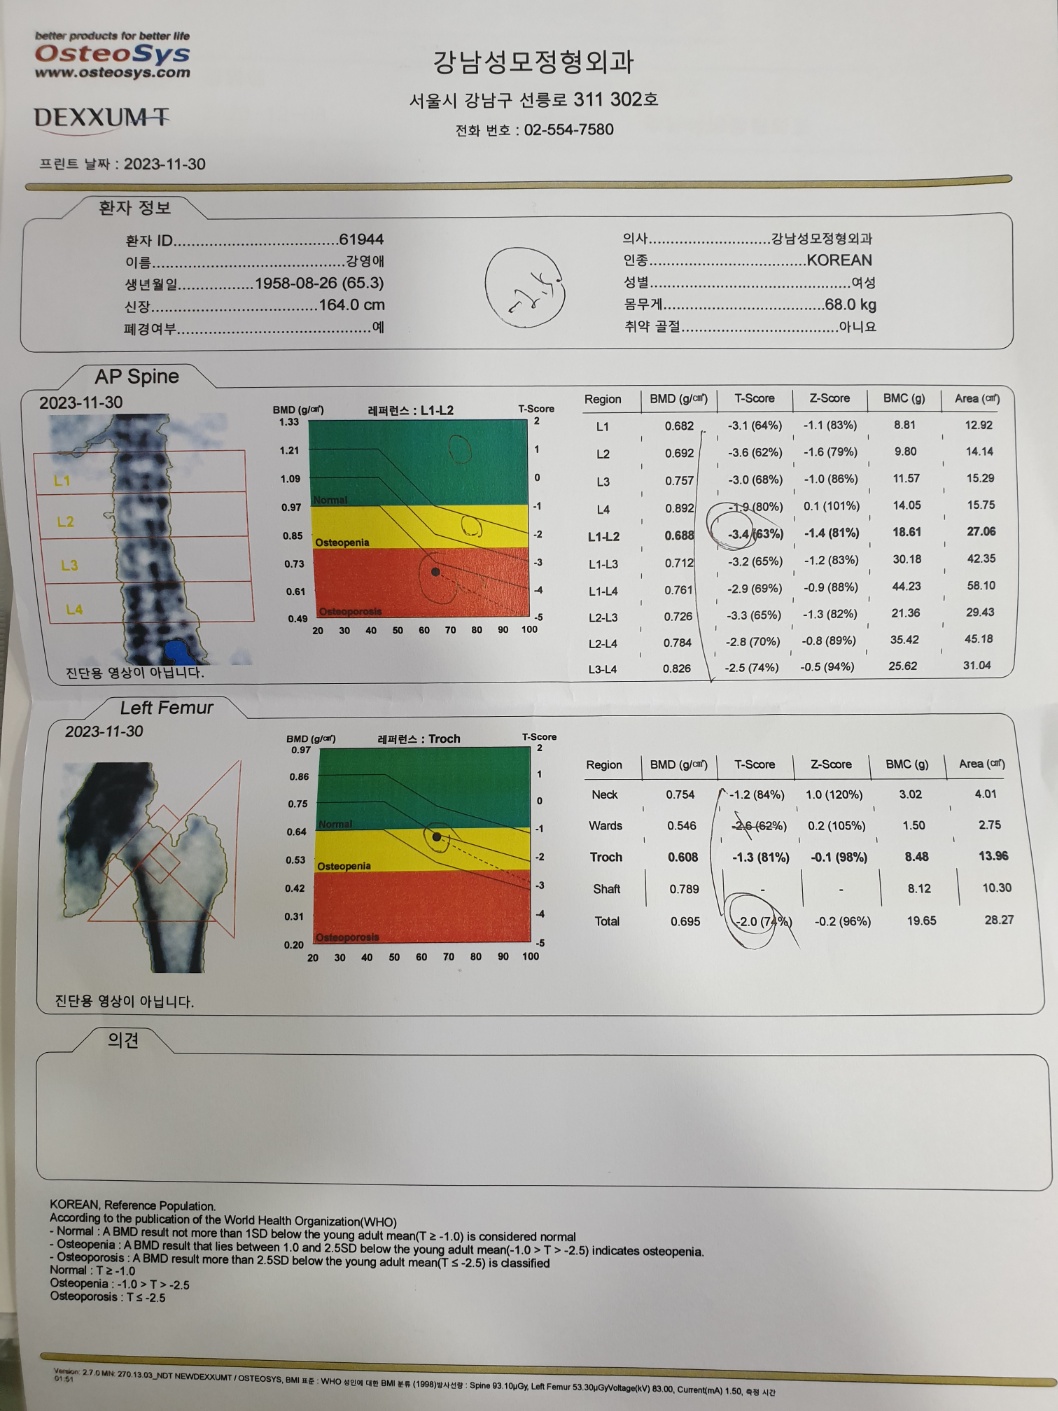 better products for better life
OsteoSys
www.osteosys.com
DEXXUM T
강남성모정형외과
서울시 강남구 선릉로 311 302호
전화 번호 : 02-554-7580
프린트 날짜 : 2023-11-30
환자 정보
환자 ID 61944
이름 강영애
생년월일 1958-08-26 (65.3)
신장 164.0 cm
폐경여부 예
의사 강남성모정형외과
인종 KOREAN
성별 여성
몸무게 68.0 kg
취약 골절 아니요
AP Spine
2023-11-30
L1
L2
L3
L4
진단용 영상이 아닙니다.
BMD (g/㎠) 레퍼런스 : L1-L2 T-Score
1.33 2
1.21 1
1.09 0
Normal
0.97 -1
0.85 Osteopenia -2
0.73 -3
0.61 -4
Osteoporosis
0.49 -5
20 30 40 50 60 70 80 90 100
Region BMD (g/㎠) T-Score Z-Score BMC (g) Area (㎠)
L1 0.682 -3.1 (64%) -1.1 (83%) 8.81 12.92
L2 0.692 -3.6 (62%) -1.6 (79%) 9.80 14.14
L3 0.757 -3.0 (68%) -1.0 (86%) 11.57 15.29
L4 0.892 -1.9 (80%) 0.1 (101%) 14.05 15.75
L1-L2 0.688 -3.4 (63%) -1.4 (81%) 18.61 27.06
L1-L3 0.712 -3.2 (65%) -1.2 (83%) 30.18 42.35
L1-L4 0.761 -2.9 (69%) -0.9 (88%) 44.23 58.10
L2-L3 0.726 -3.3 (65%) -1.3 (82%) 21.36 29.43
L2-L4 0.784 -2.8 (70%) -0.8 (89%) 35.42 45.18
L3-L4 0.826 -2.5 (74%) -0.5 (94%) 25.62 31.04
Left Femur
2023-11-30
진단용 영상이 아닙니다.
BMD (g/㎠) 레퍼런스 : Troch T-Score
0.97 2
0.86 1
0.75 0
Normal
0.64 -1
0.53 Osteopenia -2
0.42 -3
0.31 -4
Osteoporosis
0.20 -5
20 30 40 50 60 70 80 90 100
Region BMD (g/㎠) T-Score Z-Score BMC (g) Area (㎠)
Neck 0.754 -1.2 (84%) 1.0 (120%) 3.02 4.01
Wards 0.546 -2.6 (62%) 0.2 (105%) 1.50 2.75
Troch 0.608 -1.3 (81%) -0.1 (98%) 8.48 13.96
Shaft 0.789 - - 8.12 10.30
Total 0.695 -2.0 (74%) -0.2 (96%) 19.65 28.27
의견
KOREAN, Reference Population.
According to the publication of the World Health Organization(WHO)
- Normal : A BMD result not more than 1SD below the young adult mean(T ≥ -1.0) is considered normal
- Osteopenia : A BMD result that lies between 1.0 and 2.5SD below the young adult mean(-1.0 > T > -2.5) indicates osteopenia.
- Osteoporosis : A BMD result more than 2.5SD below the young adult mean(T ≤ -2.5) is classified
Normal : T ≥ -1.0
Osteopenia : -1.0 > T > -2.5
Osteoporosis : T ≤ -2.5
Version: 2.7.0 MN: 270.13.03_NDT NEWDEXXUMT / OSTEOSYS, BMI 표준 : WHO 성인에 대한 BMI 분류 (1998)방사선량 : Spine 93.10μGy, Left Femur 53.30μGyVoltage(kV) 83.00, Current(mA) 1.50, 측정 시간
01:51